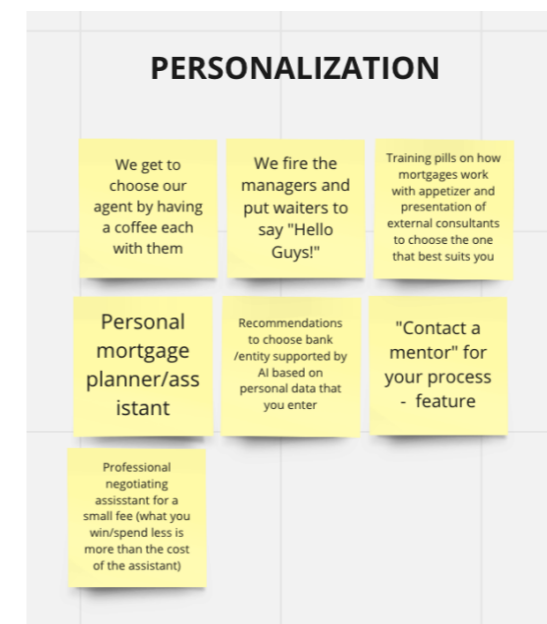 PERSONALIZATION
We get to
choose our
agent by having
a coffee each
with them
We fire the
managers and
put waiters to
say "Hello
Guys!"
Training pills on how
mortgages work
with appetizer and
presentation of
external consultants
to choose the one
that best suits you
Personal
mortgage
planner/ass
istant
Recommendations
to choose bank
/entity supported by
AI based on
personal data that
you enter
"Contact a
mentor" for
your process
- feature
Professional
negotiating
assisstant for a
small fee (what you
win/spend less is
more than the cost
of the assistant)